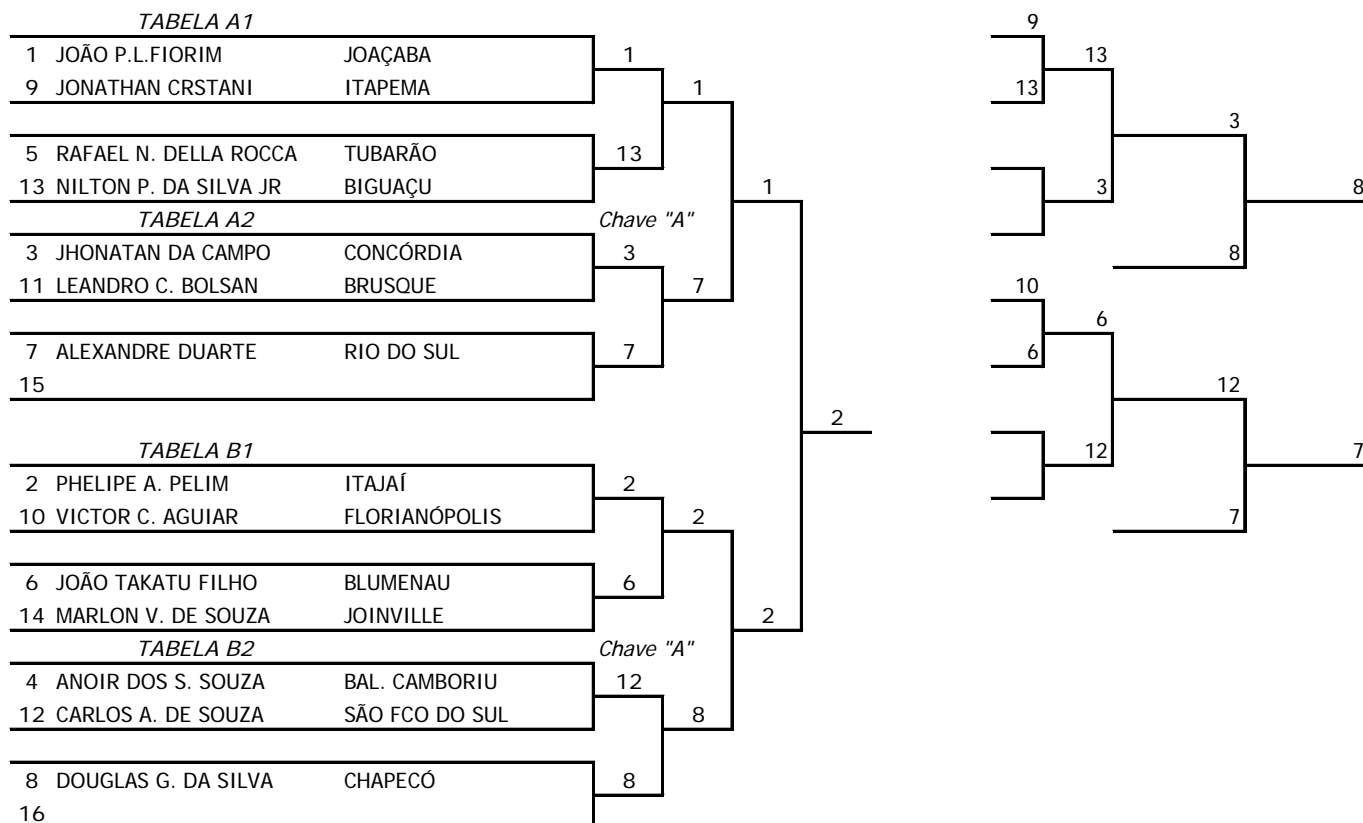 TABELA A1
9
1 JOÃO P.L.FIORIM JOAÇABA 1 13
9 JONATHAN CRSTANI ITAPEMA 1 13
3
5 RAFAEL N. DELLA ROCCA TUBARÃO 13
13 NILTON P. DA SILVA JR BIGUAÇU 1 3 8
TABELA A2 Chave "A"
3 JHONATAN DA CAMPO CONCÓRDIA 3 8
11 LEANDRO C. BOLSAN BRUSQUE 7 10
6
7 ALEXANDRE DUARTE RIO DO SUL 7 6
15 12
2
TABELA B1 12 7
2 PHELIPE A. PELIM ITAJAÍ 2
10 VICTOR C. AGUIAR FLORIANÓPOLIS 2 7
6 JOÃO TAKATU FILHO BLUMENAU 6
14 MARLON V. DE SOUZA JOINVILLE 2
TABELA B2 Chave "A"
4 ANOIR DOS S. SOUZA BAL. CAMBORIU 12
12 CARLOS A. DE SOUZA SÃO FCO DO SUL 8
8 DOUGLAS G. DA SILVA CHAPECÓ 8
16